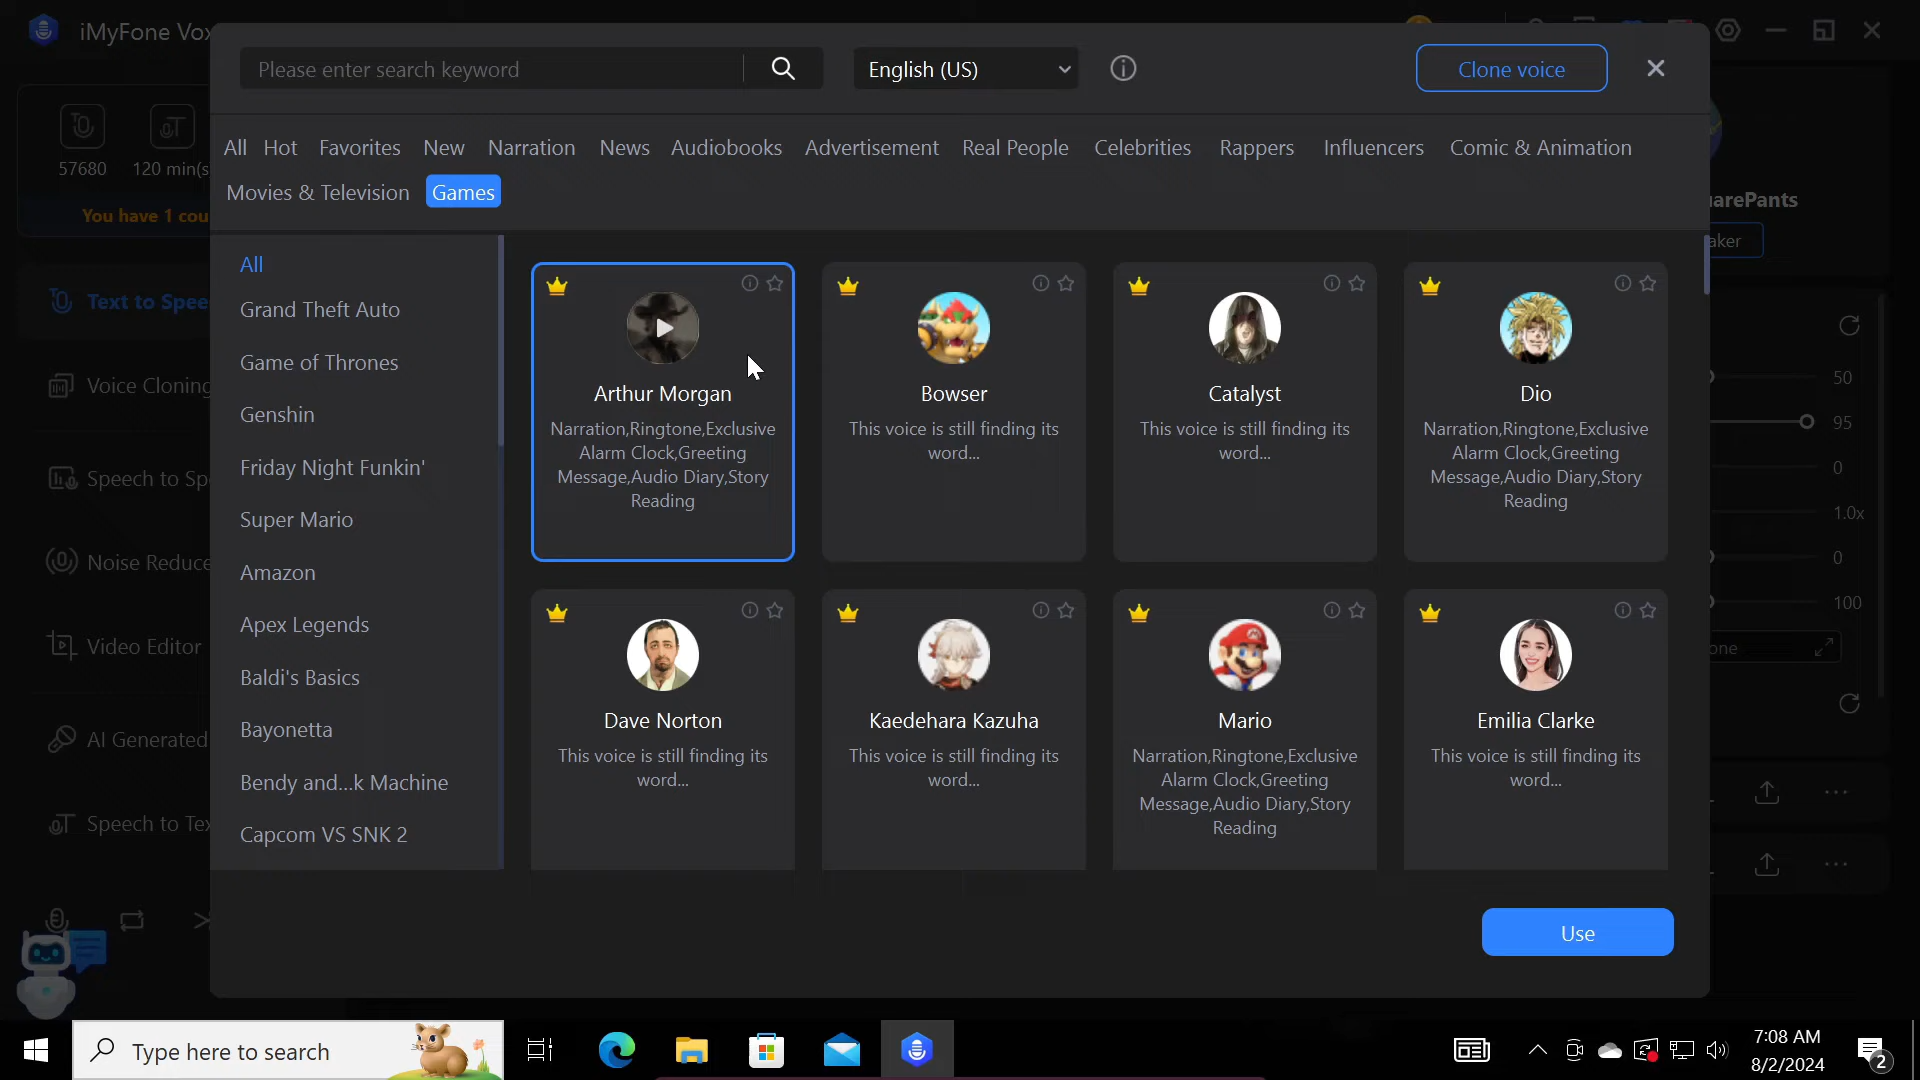 iMyFone Vox
Please enter search keyword
English (US)
Clone voice
All Hot Favorites New Narration News Audiobooks Advertisement Real People Celebrities Rappers Influencers Comic & Animation
Movies & Television Games
57680 120 min(s
You have 1 cou
Text to Spee
Voice Cloning
Speech to Sp
Noise Reduce
Video Editor
AI Generated
Speech to Tex
All
Grand Theft Auto
Game of Thrones
Genshin
Friday Night Funkin'
Super Mario
Amazon
Apex Legends
Baldi's Basics
Bayonetta
Bendy and...k Machine
Capcom VS SNK 2
Arthur Morgan
Narration,Ringtone,Exclusive
Alarm Clock,Greeting
Message,Audio Diary,Story
Reading
Bowser
This voice is still finding its
word...
Catalyst
This voice is still finding its
word...
Dio
Narration,Ringtone,Exclusive
Alarm Clock,Greeting
Message,Audio Diary,Story
Reading
Dave Norton
This voice is still finding its
word...
Kaedehara Kazuha
This voice is still finding its
word...
Mario
Narration,Ringtone,Exclusive
Alarm Clock,Greeting
Message,Audio Diary,Story
Reading
Emilia Clarke
This voice is still finding its
word...
uarePants
aker
50
95
0
1.0x
0
100
one
Use
Type here to search
7:08 AM
8/2/2024
2